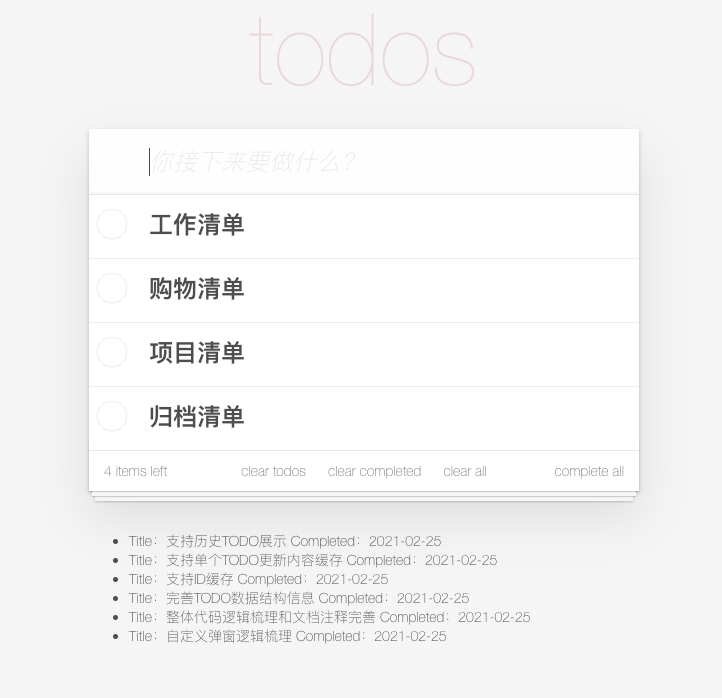 todos
你接下来要做什么？
工作清单
购物清单
项目清单
归档清单
4 items left clear todos clear completed clear all complete all
Title：支持历史TODO展示 Completed：2021-02-25
Title：支持单个TODO更新内容缓存 Completed：2021-02-25
Title：支持ID缓存 Completed：2021-02-25
Title：完善TODO数据结构信息 Completed：2021-02-25
Title：整体代码逻辑梳理和文档注释完善 Completed：2021-02-25
Title：自定义弹窗逻辑梳理 Completed：2021-02-25